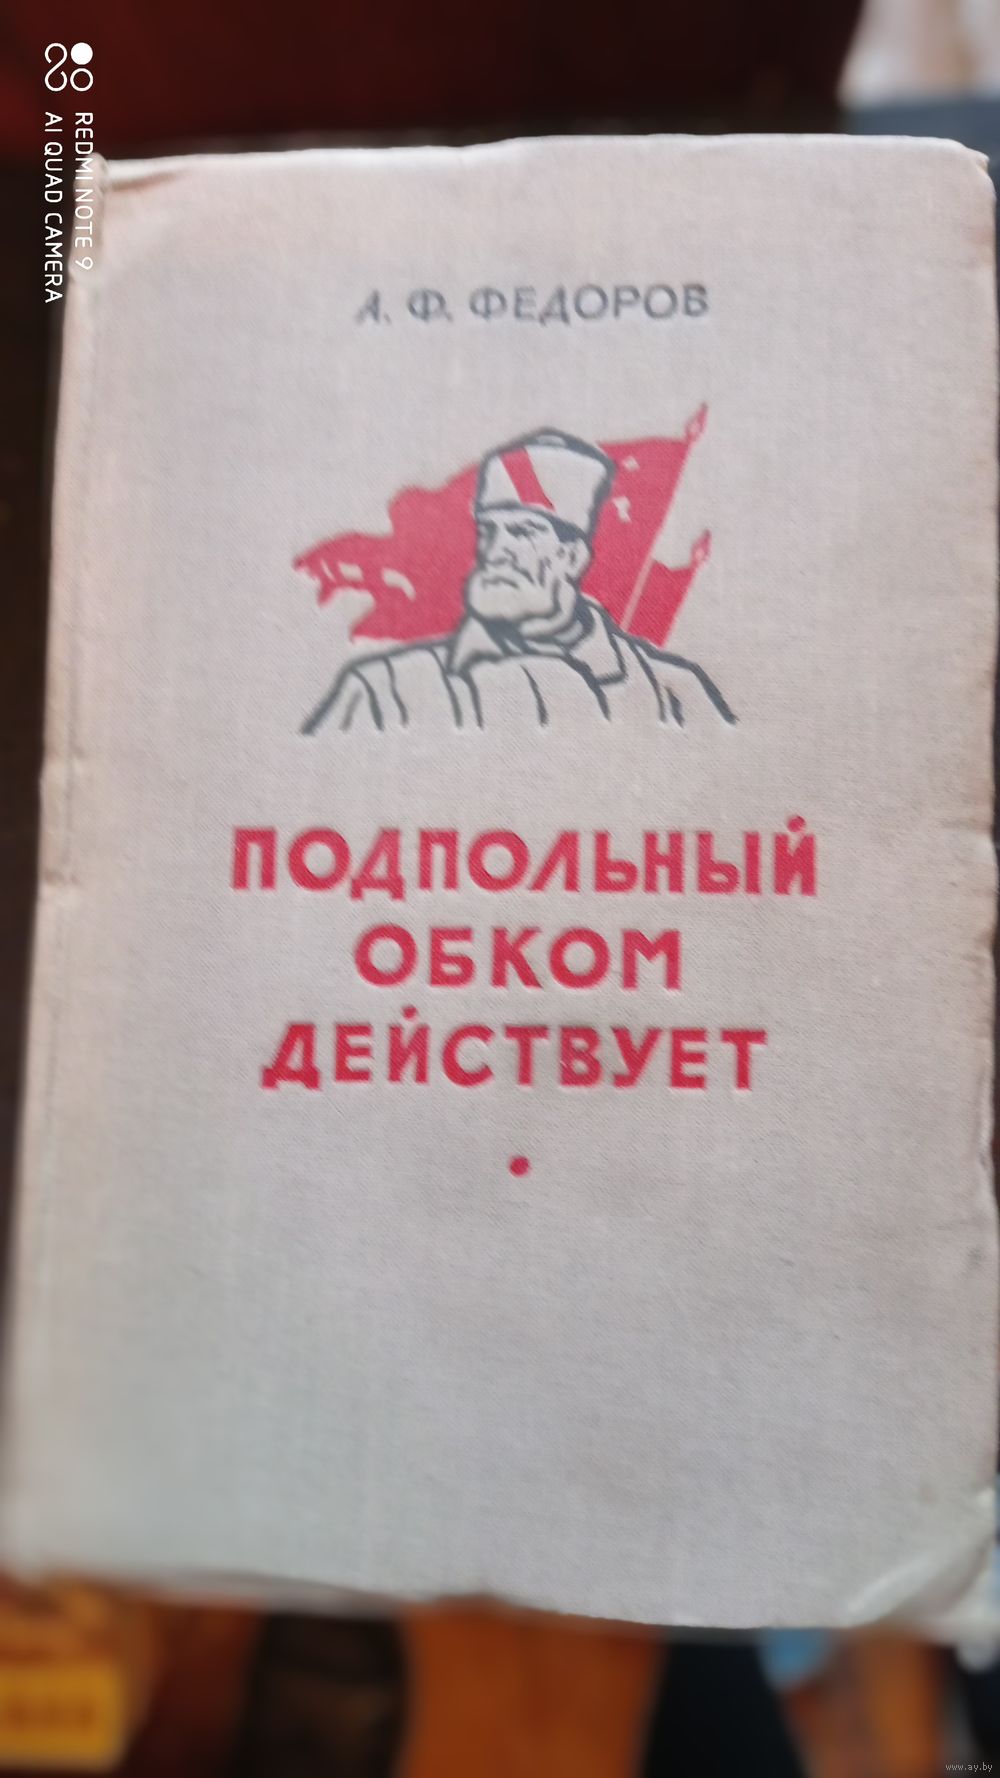 А. Ф. ФЕДОРОВ
ПОДПОЛЬНЫЙ
ОБКОМ
ДЕЙСТВУЕТ
REDMI NOTE 9
AI QUAD CAMERA
www.ay.by